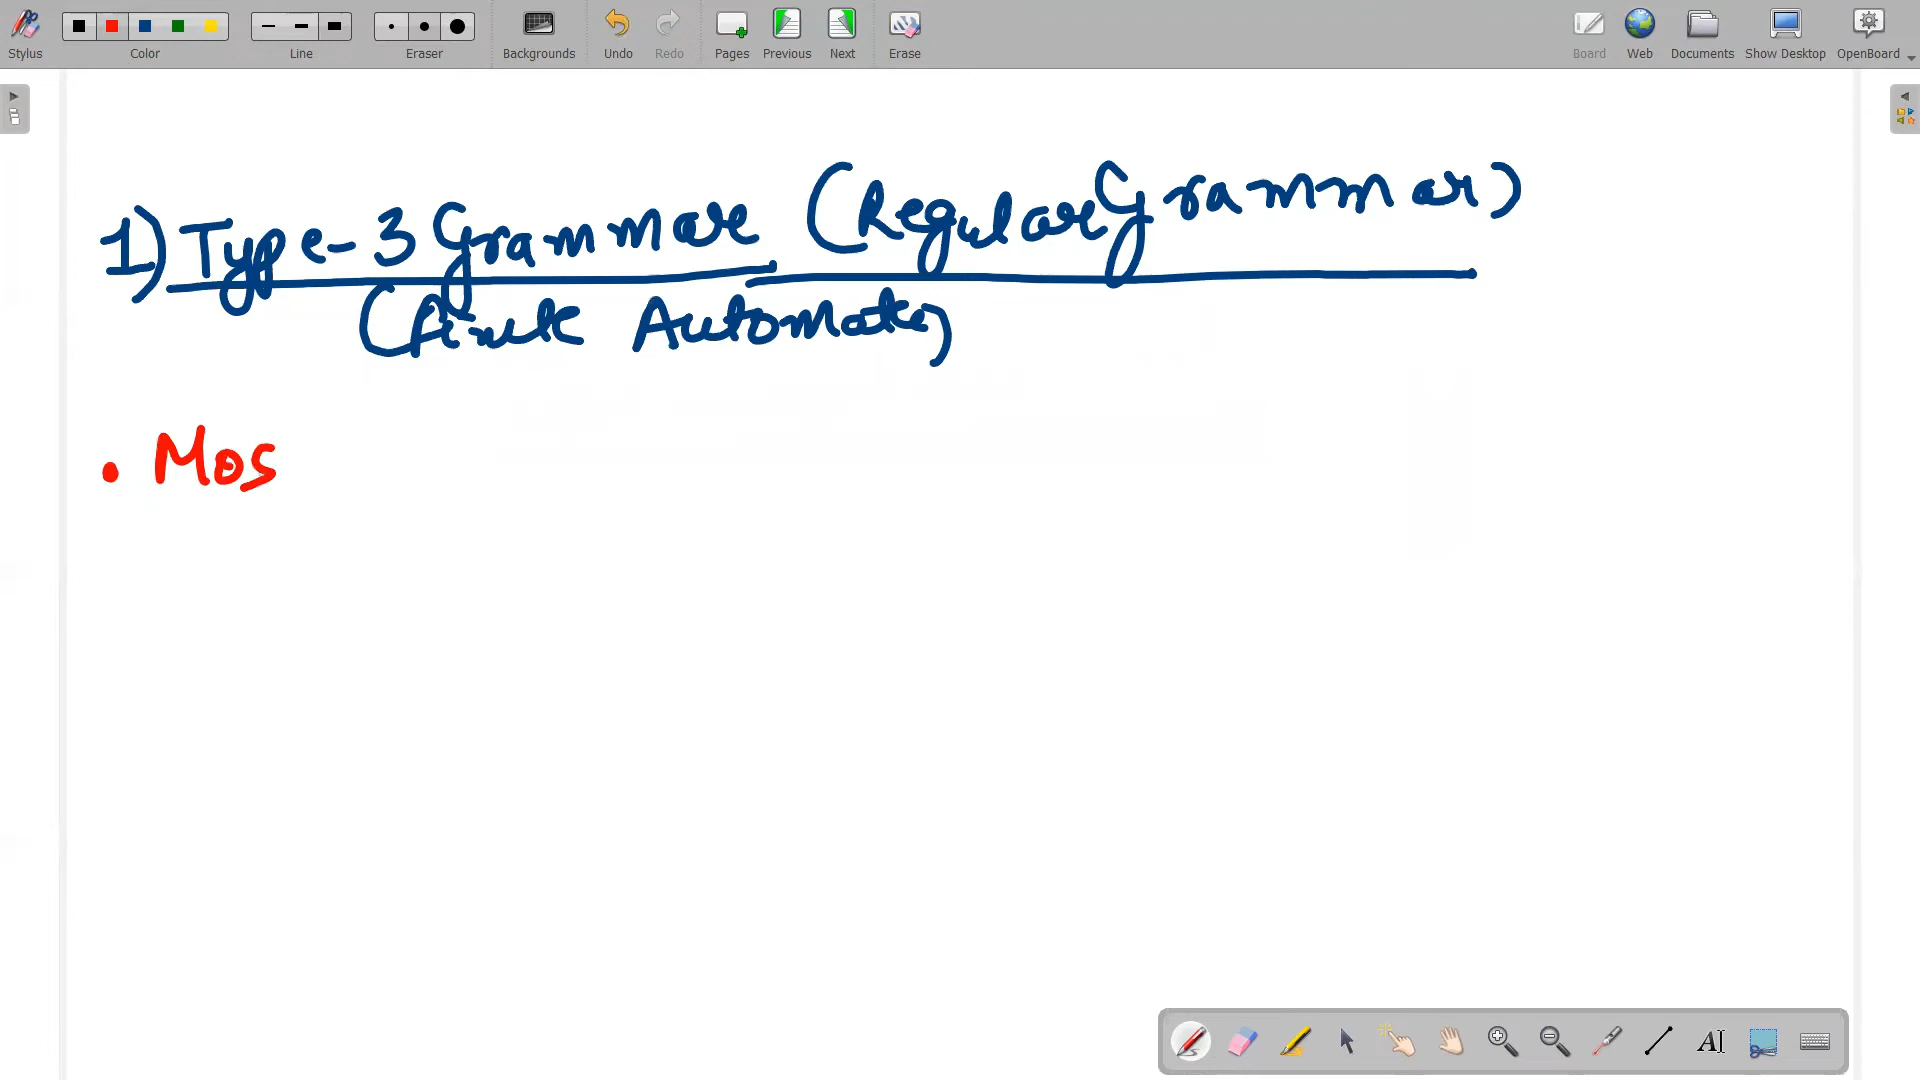 Stylus Color Line Eraser Backgrounds Undo Redo Pages Previous Next Erase Board Web Documents Show Desktop OpenBoard
1) Type-3 Grammar (Regular Grammar)
(finite Automata)
• Mos